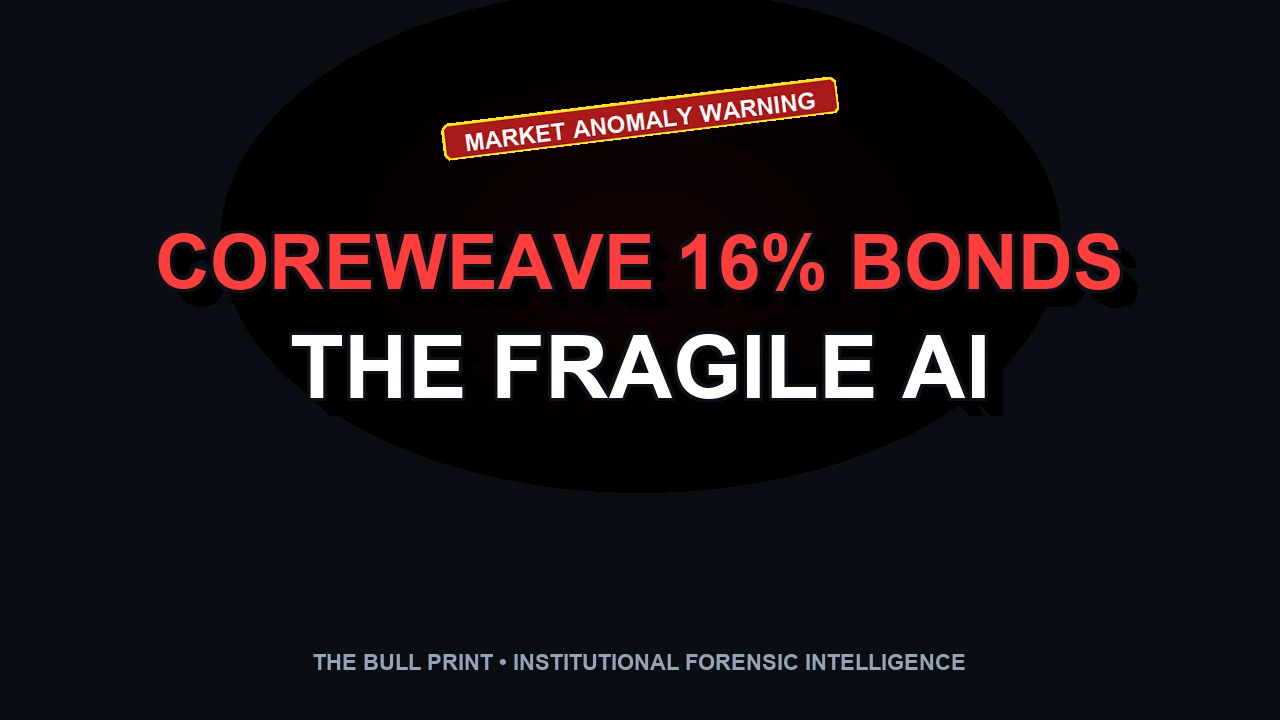 MARKET ANOMALY WARNING
COREWEAVE 16% BONDS
THE FRAGILE AI
THE BULL PRINT • INSTITUTIONAL FORENSIC INTELLIGENCE